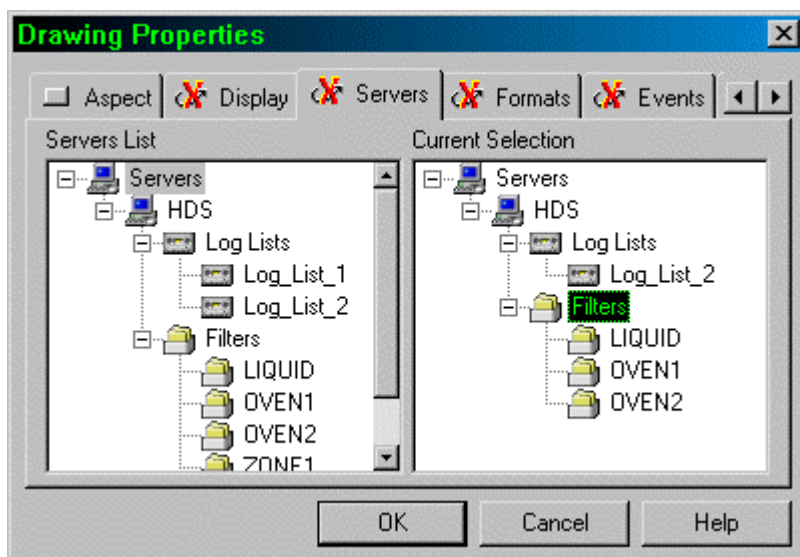 Drawing Properties
Aspect
Display
Servers
Formats
Events
Servers List
Servers
HDS
Log Lists
Log_List_1
Log_List_2
Filters
LIQUID
OVEN1
OVEN2
ZONE1
Current Selection
Servers
HDS
Log Lists
Log_List_2
Filters
LIQUID
OVEN1
OVEN2
OK
Cancel
Help